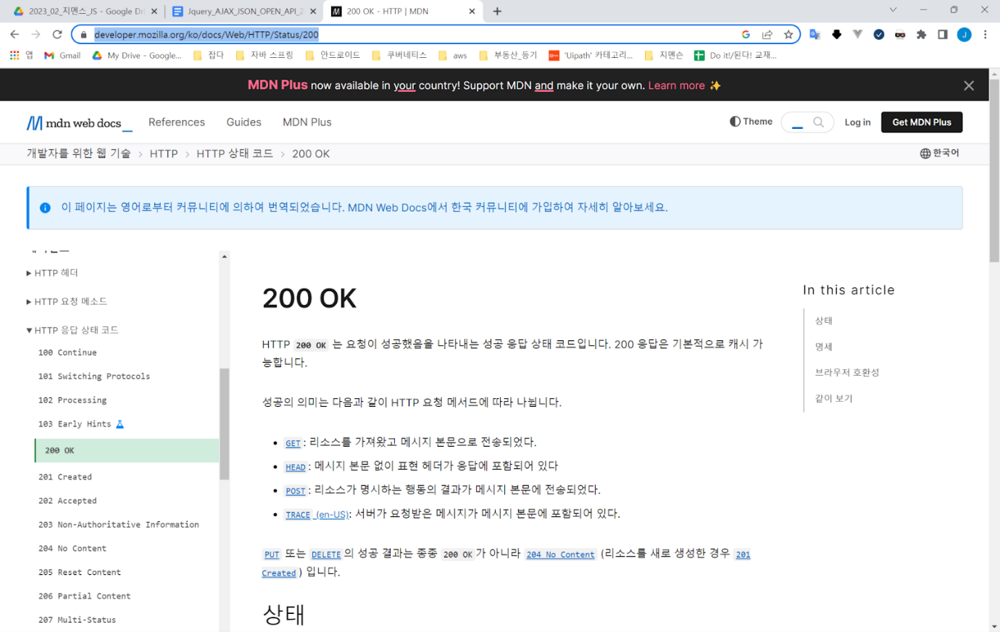 2023_02_지멘스_JS - Google Dri
Jquery_AJAX_JSON_OPEN_API_2
200 OK - HTTP | MDN
developer.mozilla.org/ko/docs/Web/HTTP/Status/200
앱
Gmail
My Drive - Google...
잡다
자바 스프링
안드로이드
쿠버네티스
aws
부동산_등기
'Uipath' 카테고리...
지멘슨
Do it!/된다! 교재...
MDN Plus now available in your country! Support MDN and make it your own. Learn more ✨
mdn web docs_
References
Guides
MDN Plus
Theme
Log in
Get MDN Plus
개발자를 위한 웹 기술 > HTTP > HTTP 상태 코드 > 200 OK
한국어
이 페이지는 영어로부터 커뮤니티에 의하여 번역되었습니다. MDN Web Docs에서 한국 커뮤니티에 가입하여 자세히 알아보세요.
HTTP 헤더
HTTP 요청 메소드
HTTP 응답 상태 코드
100 Continue
101 Switching Protocols
102 Processing
103 Early Hints
200 OK
201 Created
202 Accepted
203 Non-Authoritative Information
204 No Content
205 Reset Content
206 Partial Content
207 Multi-Status
200 OK
HTTP 200 OK 는 요청이 성공했음을 나타내는 성공 응답 상태 코드입니다. 200 응답은 기본적으로 캐시 가
능합니다.
성공의 의미는 다음과 같이 HTTP 요청 메서드에 따라 나뉩니다.
• GET: 리소스를 가져왔고 메시지 본문으로 전송되었다.
• HEAD: 메시지 본문 없이 표현 헤더가 응답에 포함되어 있다
• POST: 리소스가 명시하는 행동의 결과가 메시지 본문에 전송되었다.
• TRACE (en-US): 서버가 요청받은 메시지가 메시지 본문에 포함되어 있다.
PUT 또는 DELETE의 성공 결과는 종종 200 OK가 아니라 204 No Content (리소스를 새로 생성한 경우 201
Created) 입니다.
상태
In this article
상태
명세
브라우저 호환성
같이 보기
J